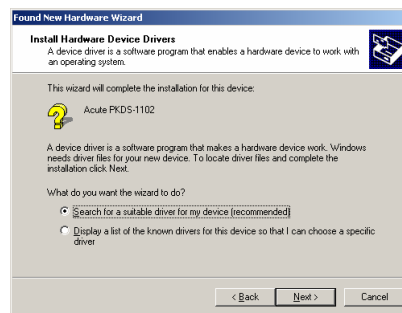 Found New Hardware Wizard
Install Hardware Device Drivers
A device driver is a software program that enables a hardware device to work with
an operating system.
This wizard will complete the installation for this device:
Acute PKDS-1102
A device driver is a software program that makes a hardware device work. Windows
needs driver files for your new device. To locate driver files and complete the
installation click Next.
What do you want the wizard to do?
Search for a suitable driver for my device (recommended)
Display a list of the known drivers for this device so that I can choose a specific
driver
< Back Next > Cancel